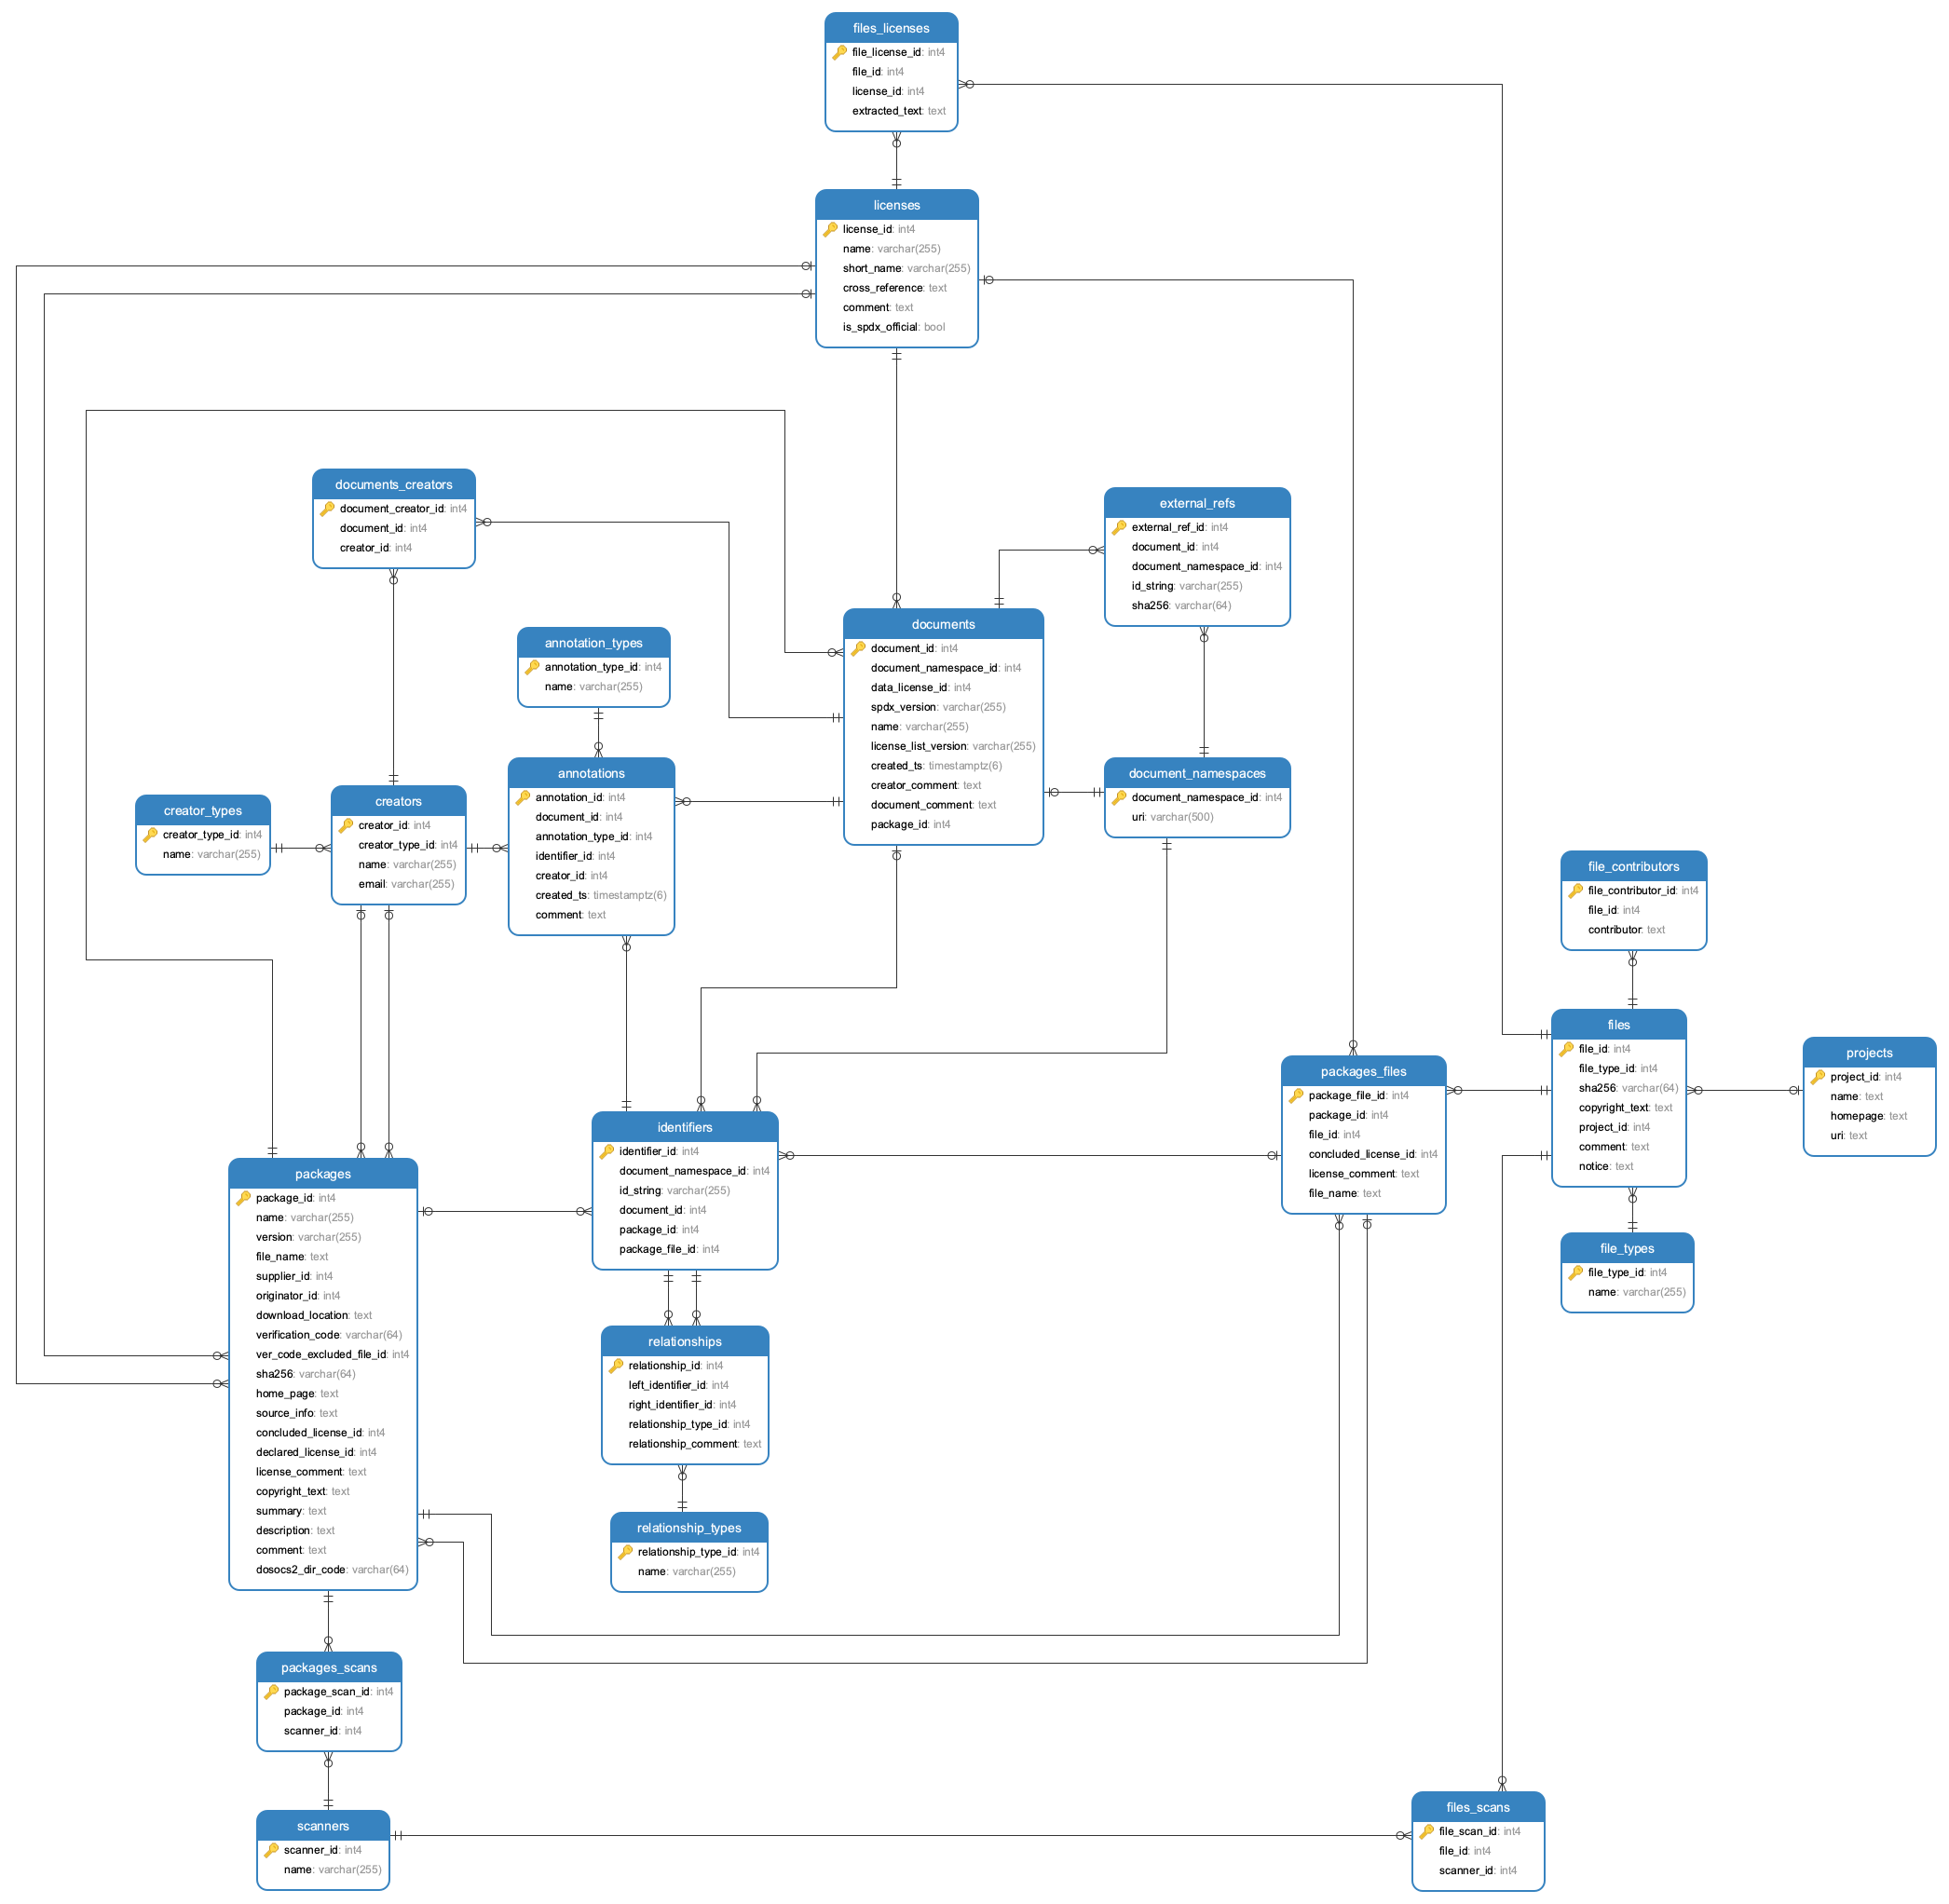 files_licenses
file_license_id: int4
file_id: int4
license_id: int4
extracted_text: text
licenses
license_id: int4
name: varchar(255)
short_name: varchar(255)
cross_reference: text
comment: text
is_spdx_official: bool
documents_creators
document_creator_id: int4
document_id: int4
creator_id: int4
external_refs
external_ref_id: int4
document_id: int4
document_namespace_id: int4
id_string: varchar(255)
sha256: varchar(64)
annotation_types
annotation_type_id: int4
name: varchar(255)
documents
document_id: int4
document_namespace_id: int4
data_license_id: int4
spdx_version: varchar(255)
name: varchar(255)
license_list_version: varchar(255)
created_ts: timestamptz(6)
creator_comment: text
document_comment: text
package_id: int4
creator_types
creator_type_id: int4
name: varchar(255)
creators
creator_id: int4
creator_type_id: int4
name: varchar(255)
email: varchar(255)
annotations
annotation_id: int4
document_id: int4
annotation_type_id: int4
identifier_id: int4
creator_id: int4
created_ts: timestamptz(6)
comment: text
document_namespaces
document_namespace_id: int4
uri: varchar(500)
file_contributors
file_contributor_id: int4
file_id: int4
contributor: text
files
file_id: int4
file_type_id: int4
sha256: varchar(64)
copyright_text: text
project_id: int4
comment: text
notice: text
projects
project_id: int4
name: text
homepage: text
uri: text
packages_files
package_file_id: int4
package_id: int4
file_id: int4
concluded_license_id: int4
license_comment: text
file_name: text
identifiers
identifier_id: int4
document_namespace_id: int4
id_string: varchar(255)
document_id: int4
package_id: int4
package_file_id: int4
packages
package_id: int4
name: varchar(255)
version: varchar(255)
file_name: text
supplier_id: int4
originator_id: int4
download_location: text
verification_code: varchar(64)
ver_code_excluded_file_id: int4
sha256: varchar(64)
home_page: text
source_info: text
concluded_license_id: int4
declared_license_id: int4
license_comment: text
copyright_text: text
summary: text
description: text
comment: text
dosocs2_dir_code: varchar(64)
file_types
file_type_id: int4
name: varchar(255)
relationships
relationship_id: int4
left_identifier_id: int4
right_identifier_id: int4
relationship_type_id: int4
relationship_comment: text
relationship_types
relationship_type_id: int4
name: varchar(255)
packages_scans
package_scan_id: int4
package_id: int4
scanner_id: int4
scanners
scanner_id: int4
name: varchar(255)
files_scans
file_scan_id: int4
file_id: int4
scanner_id: int4